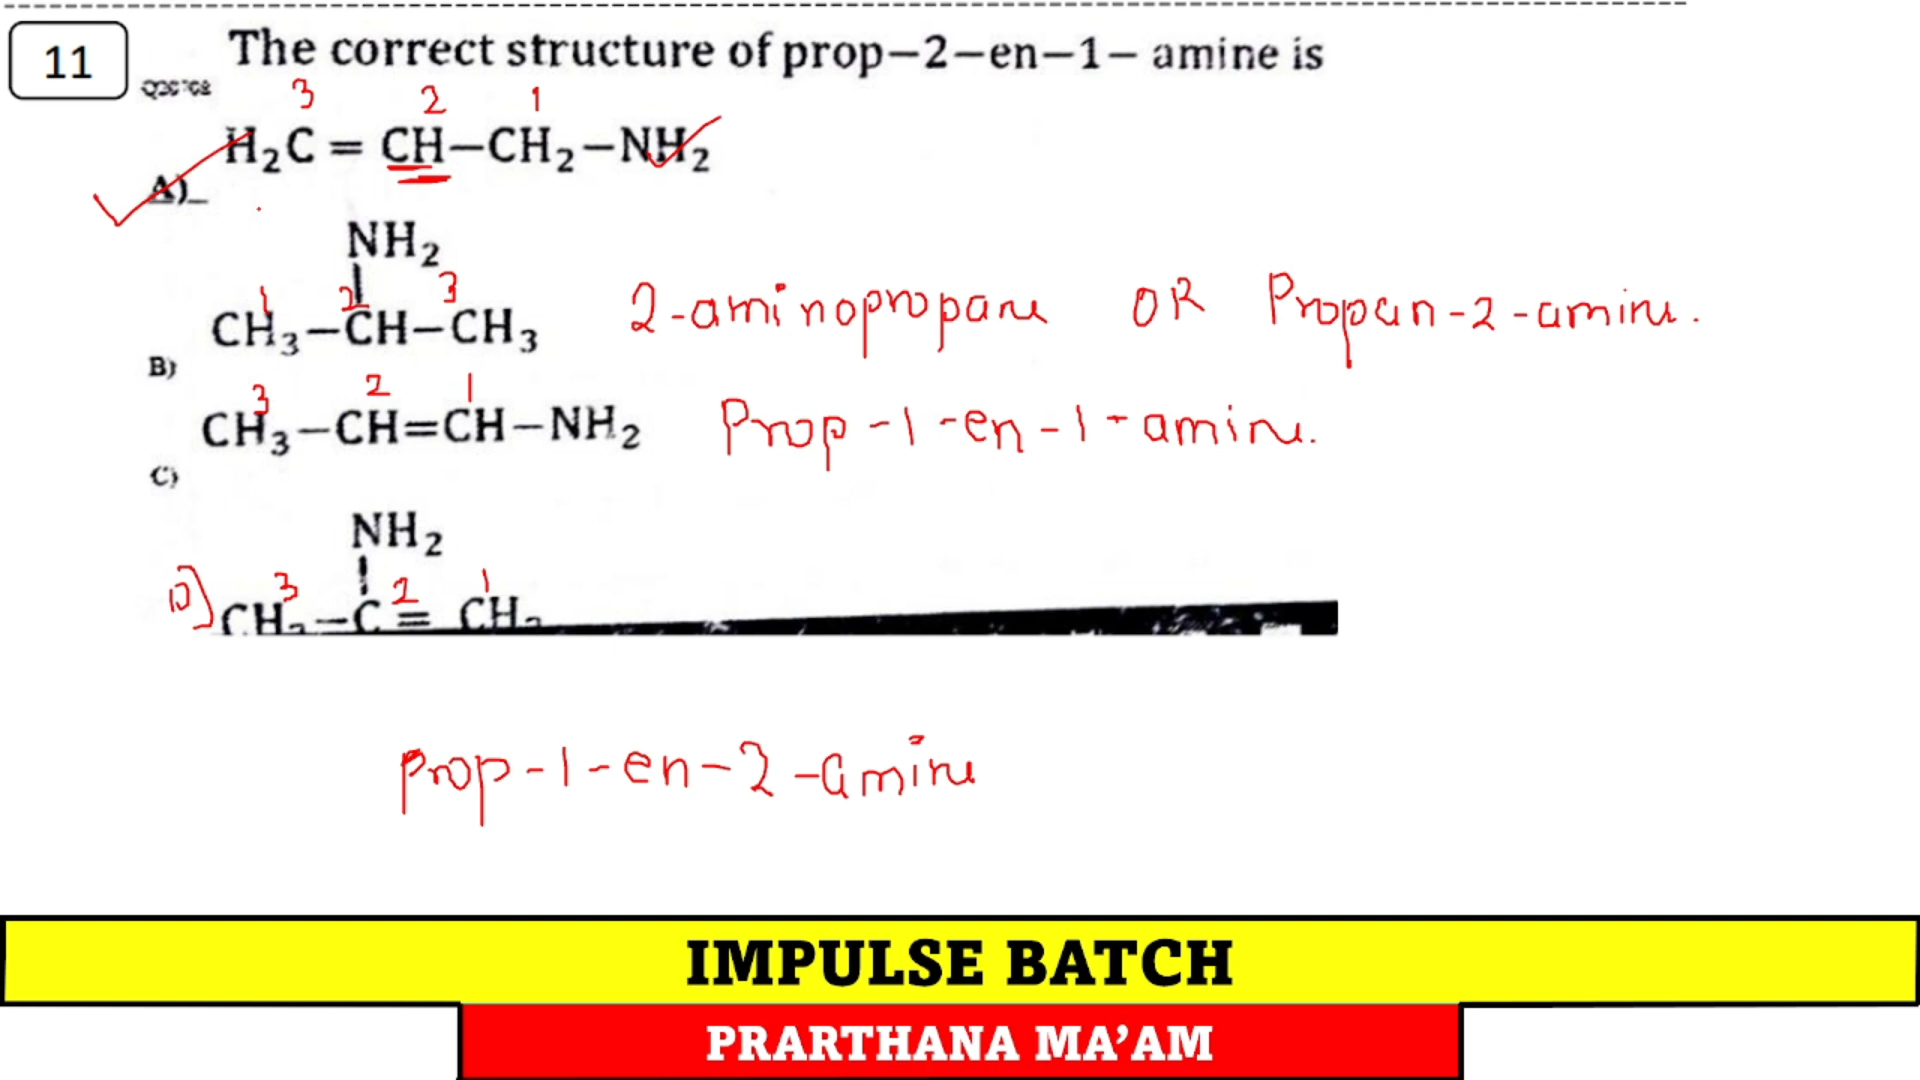 11
The correct structure of prop−2−en−1− amine is
3 2 1
H₂C = CH−CH₂−NH₂
A)
NH₂
1 2 3
CH₃−CH−CH₃ 2-aminopropane OR Propan-2-amine.
B)
3 2 1
CH₃−CH=CH−NH₂ Prop-1-en-1-amine.
C)
NH₂
3 2 1
D] CH₃−C = CH₂
Prop-1-en-2-amine
IMPULSE BATCH
PRARTHANA MA’AM